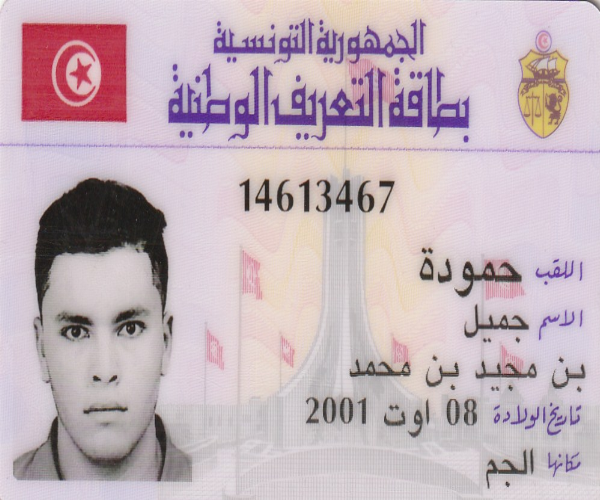 الجمهورية التونسية
بطاقة التعريف الوطنية
14613467
اللقب حمودة
الاسم جميل
بن مجيد بن محمد
تاريخ الولادة 08 اوت 2001
مكانها الجم